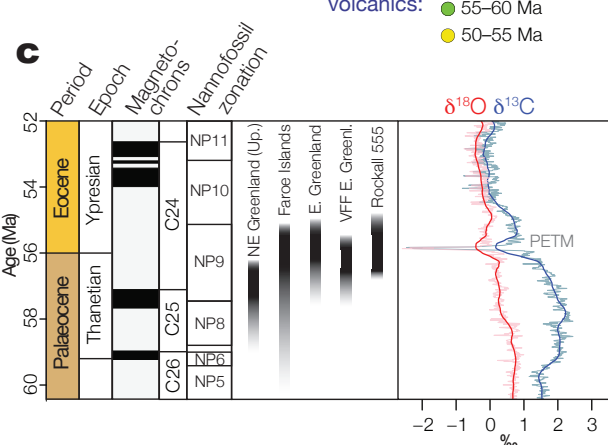 volcanics:
55–60 Ma
50–55 Ma
c
Period
Epoch
Magneto-
chrons
Nannofossil
zonation
δ18O δ13C
Age (Ma)
52
54
56
58
60
Eocene
Palaeocene
Ypresian
Thanetian
C24
C25
C26
NP11
NP10
NP9
NP8
NP6
NP5
NE Greenland (Up.)
Faroe Islands
E. Greenland
VFF E. Greenl.
Rockall 555
PETM
–2 –1 0 1 2 3
‰